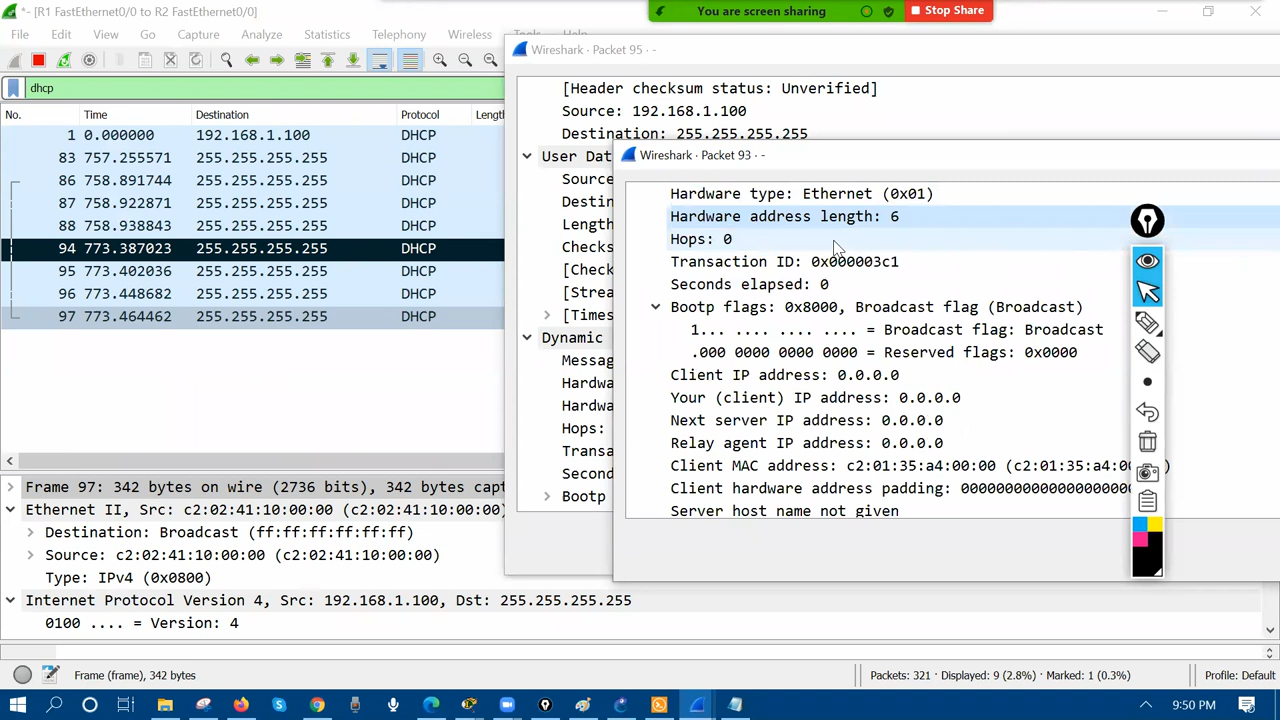 *- [R1 FastEthernet0/0 to R2 FastEthernet0/0]
You are screen sharing
Stop Share
File Edit View Go Capture Analyze Statistics Telephony Wireless Tools
Wireshark · Packet 95 · -
dhcp
[Header checksum status: Unverified]
Source: 192.168.1.100
Destination: 255.255.255.255
No. Time Destination Protocol Length
1 0.000000 192.168.1.100 DHCP
83 757.255571 255.255.255.255 DHCP
86 758.891744 255.255.255.255 DHCP
87 758.922871 255.255.255.255 DHCP
88 758.938843 255.255.255.255 DHCP
94 773.387023 255.255.255.255 DHCP
95 773.402036 255.255.255.255 DHCP
96 773.448682 255.255.255.255 DHCP
97 773.464462 255.255.255.255 DHCP
User Dat
Source
Destin
Length
Checks
[Check
[Strea
[Times
Dynamic
Messag
Hardwa
Hardwa
Hops:
Transa
Second
Bootp
Wireshark · Packet 93 · -
Hardware type: Ethernet (0x01)
Hardware address length: 6
Hops: 0
Transaction ID: 0x000003c1
Seconds elapsed: 0
Bootp flags: 0x8000, Broadcast flag (Broadcast)
1... .... .... .... = Broadcast flag: Broadcast
.000 0000 0000 0000 = Reserved flags: 0x0000
Client IP address: 0.0.0.0
Your (client) IP address: 0.0.0.0
Next server IP address: 0.0.0.0
Relay agent IP address: 0.0.0.0
Client MAC address: c2:01:35:a4:00:00 (c2:01:35:a4:00
Client hardware address padding: 00000000000000000000
Server host name not given
Frame 97: 342 bytes on wire (2736 bits), 342 bytes capt
Ethernet II, Src: c2:02:41:10:00:00 (c2:02:41:10:00:00)
Destination: Broadcast (ff:ff:ff:ff:ff:ff)
Source: c2:02:41:10:00:00 (c2:02:41:10:00:00)
Type: IPv4 (0x0800)
Internet Protocol Version 4, Src: 192.168.1.100, Dst: 255.255.255.255
0100 .... = Version: 4
Frame (frame), 342 bytes
Packets: 321 · Displayed: 9 (2.8%) · Marked: 1 (0.3%)
Profile: Default
9:50 PM